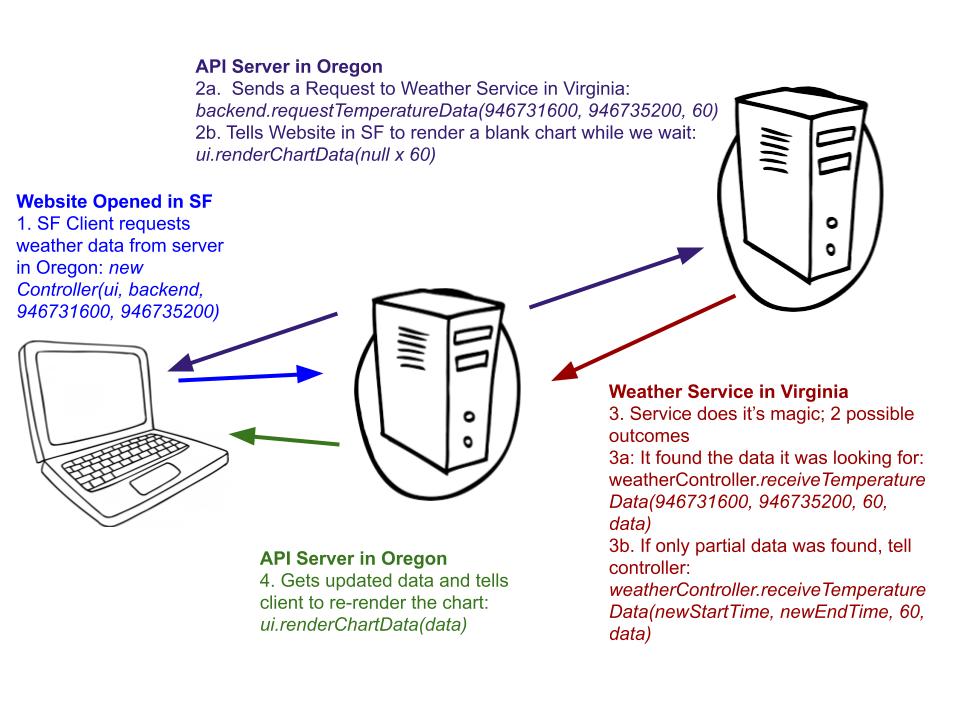 API Server in Oregon
2a.  Sends a Request to Weather Service in Virginia:
backend.requestTemperatureData(946731600, 946735200, 60)
2b. Tells Website in SF to render a blank chart while we wait:
ui.renderChartData(null x 60)
Website Opened in SF
1. SF Client requests
weather data from server
in Oregon: new
Controller(ui, backend,
946731600, 946735200)
Weather Service in Virginia
3. Service does it's magic; 2 possible
outcomes
3a: It found the data it was looking for:
weatherController.receiveTemperature
Data(946731600, 946735200, 60,
data)
3b. If only partial data was found, tell
controller:
weatherController.receiveTemperature
Data(newStartTime, newEndTime, 60,
data)
API Server in Oregon
4. Gets updated data and tells
client to re-render the chart:
ui.renderChartData(data)